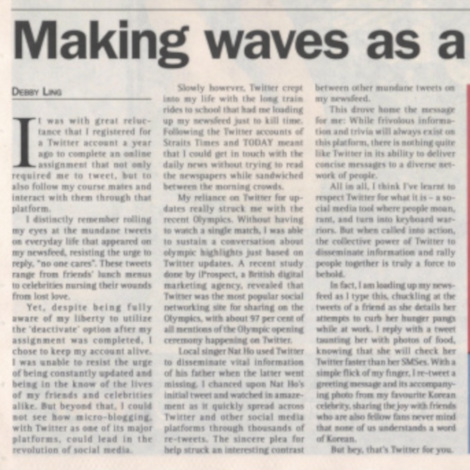 Making waves as a
DEBBY LING
I t was with great reluc-
tance that I registered for
a Twitter account a year
ago to complete an online
assignment that not only
required me to tweet, but to
also follow my course mates and
interact with them through that
platform.
I distinctly remember rolling
my eyes at the mundane tweets
on everyday life that appeared on
my newsfeed, resisting the urge to
reply, "no one cares". These tweets
range from friends' lunch menus
to celebrities nursing their wounds
from lost love.
Yet, despite being fully
aware of my liberty to utilize
the 'deactivate' option after my
assignment was completed, I
chose to keep my account alive.
I was unable to resist the urge
of being constantly updated and
being in the know of the lives
of my friends and celebrities
alike. But beyond that, I could
not see how micro-blogging,
with Twitter as one of its major
platforms, could lead in the
revolution of social media.
Slowly however, Twitter crept
into my life with the long train
rides to school that had me loading
up my newsfeed just to kill time.
Following the Twitter accounts of
Straits Times and TODAY meant
that I could get in touch with the
daily news without trying to read
the newspapers while sandwiched
between the morning crowds.
My reliance on Twitter for up-
dates really struck me with the
recent Olympics. Without having
to watch a single match, I was able
to sustain a conversation about
olympic highlights just based on
Twitter updates. A recent study
done by iProspect, a British digital
marketing agency, revealed that
Twitter was the most popular social
networking site for sharing on the
Olympics, with about 97 per cent of
all mentions of the Olympic opening
ceremony happening on Twitter.
Local singer Nat Ho used Twitter
to disseminate vital information
of his father when the latter went
missing. I chanced upon Nat Ho's
initial tweet and watched in amaze-
ment as it quickly spread across
Twitter and other social media
platforms through thousands of
re-tweets. The sincere plea for
help struck an interesting contrast
between other mundane tweets on
my newsfeed.
This drove home the message
for me: While frivolous informa-
tion and trivia will always exist on
this platform, there is nothing quite
like Twitter in its ability to deliver
concise messages to a diverse net-
work of people.
All in all, I think I've learnt to
respect Twitter for what it is – a so-
cial media tool where people moan,
rant, and turn into keyboard war-
riors. But when called into action,
the collective power of Twitter to
disseminate information and rally
people together is truly a force to
behold.
In fact, I am loading up my news-
feed as I type this, chuckling at the
tweets of a friend as she details her
attempts to curb her hunger pangs
while at work. I reply with a tweet
taunting her with photos of food,
knowing that she will check her
Twitter faster than her SMSes. With a
simple flick of my finger, I re-tweet a
greeting message and its accompany-
ing photo from my favourite Korean
celebrity, sharing the joy with friends
who are also fellow fans never mind
that none of us understands a word
of Korean.
But hey, that's Twitter for you.